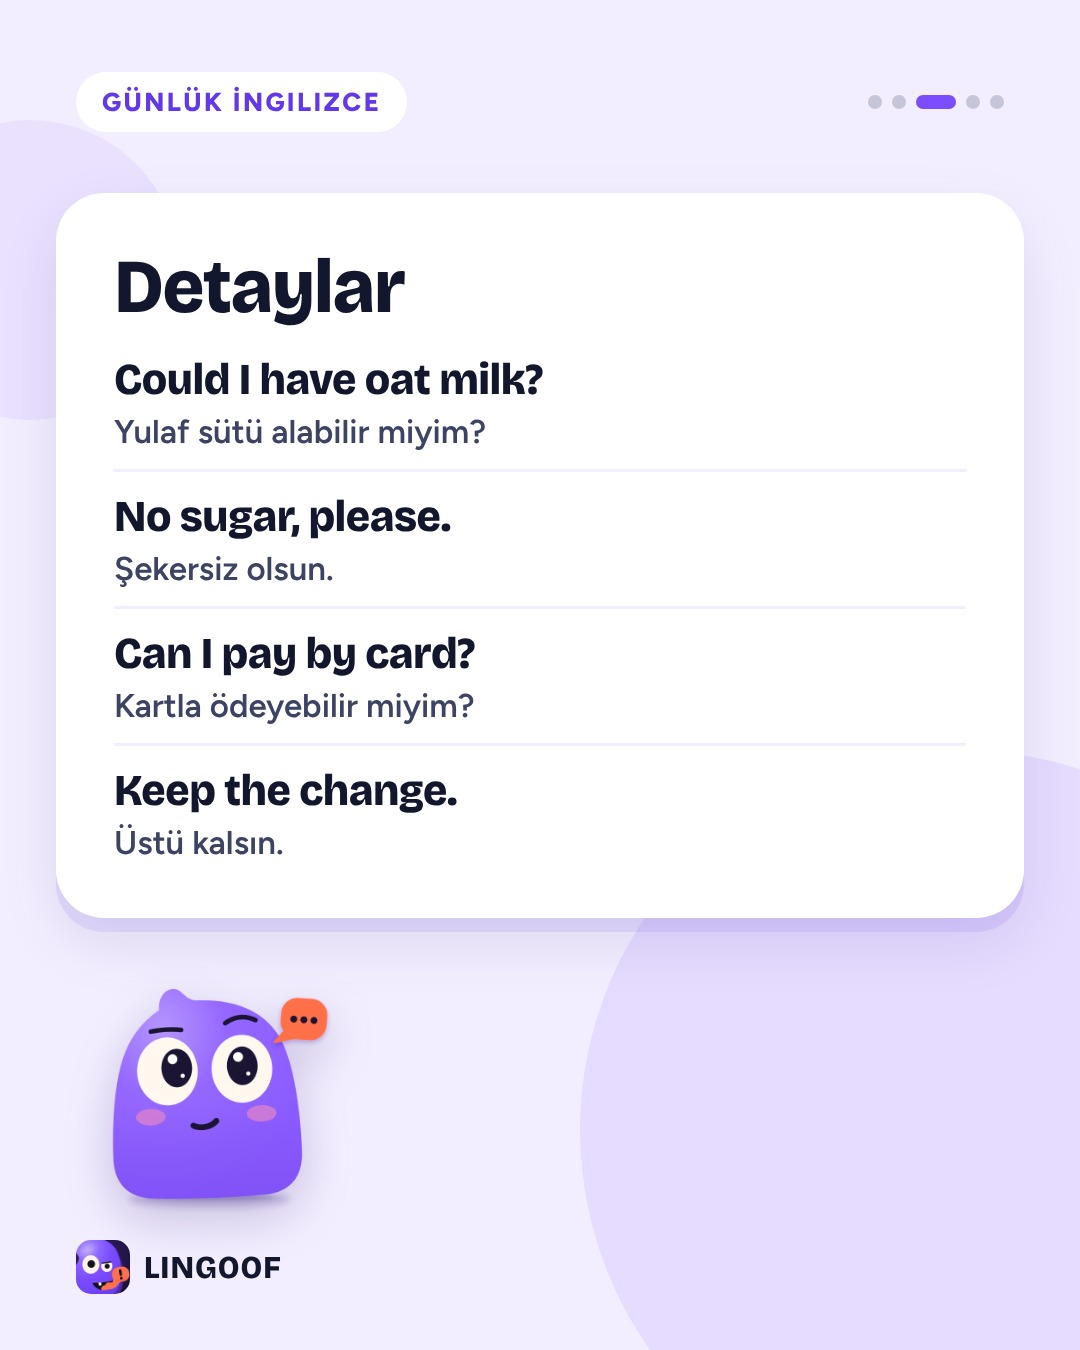 GÜNLÜK İNGILIZCE
Detaylar
Could I have oat milk?
Yulaf sütü alabilir miyim?
No sugar, please.
Şekersiz olsun.
Can I pay by card?
Kartla ödeyebilir miyim?
Keep the change.
Üstü kalsın.
LINGOOF